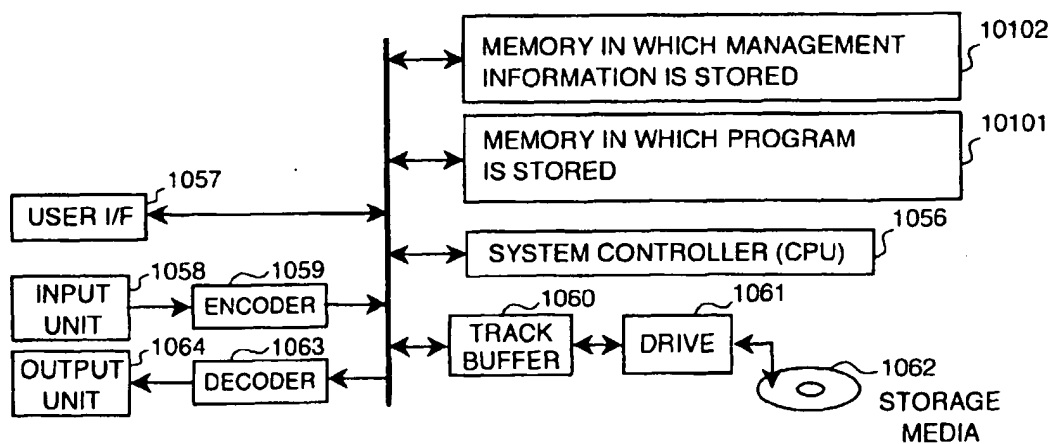 10102
MEMORY IN WHICH MANAGEMENT
INFORMATION IS STORED
10101
MEMORY IN WHICH PROGRAM
IS STORED
1057
USER I/F
1056
SYSTEM CONTROLLER (CPU)
1058
INPUT
UNIT
1059
ENCODER
1060
TRACK
BUFFER
1061
DRIVE
1064
OUTPUT
UNIT
1063
DECODER
1062
STORAGE
MEDIA